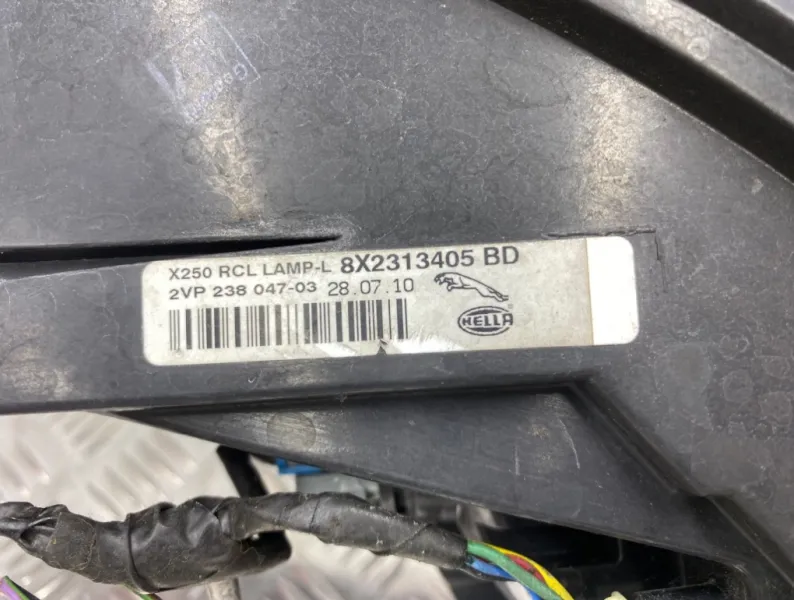 X250 RCL LAMP-L 8X2313405 BD
2VP 238 047-03 28.07.10
HELLA